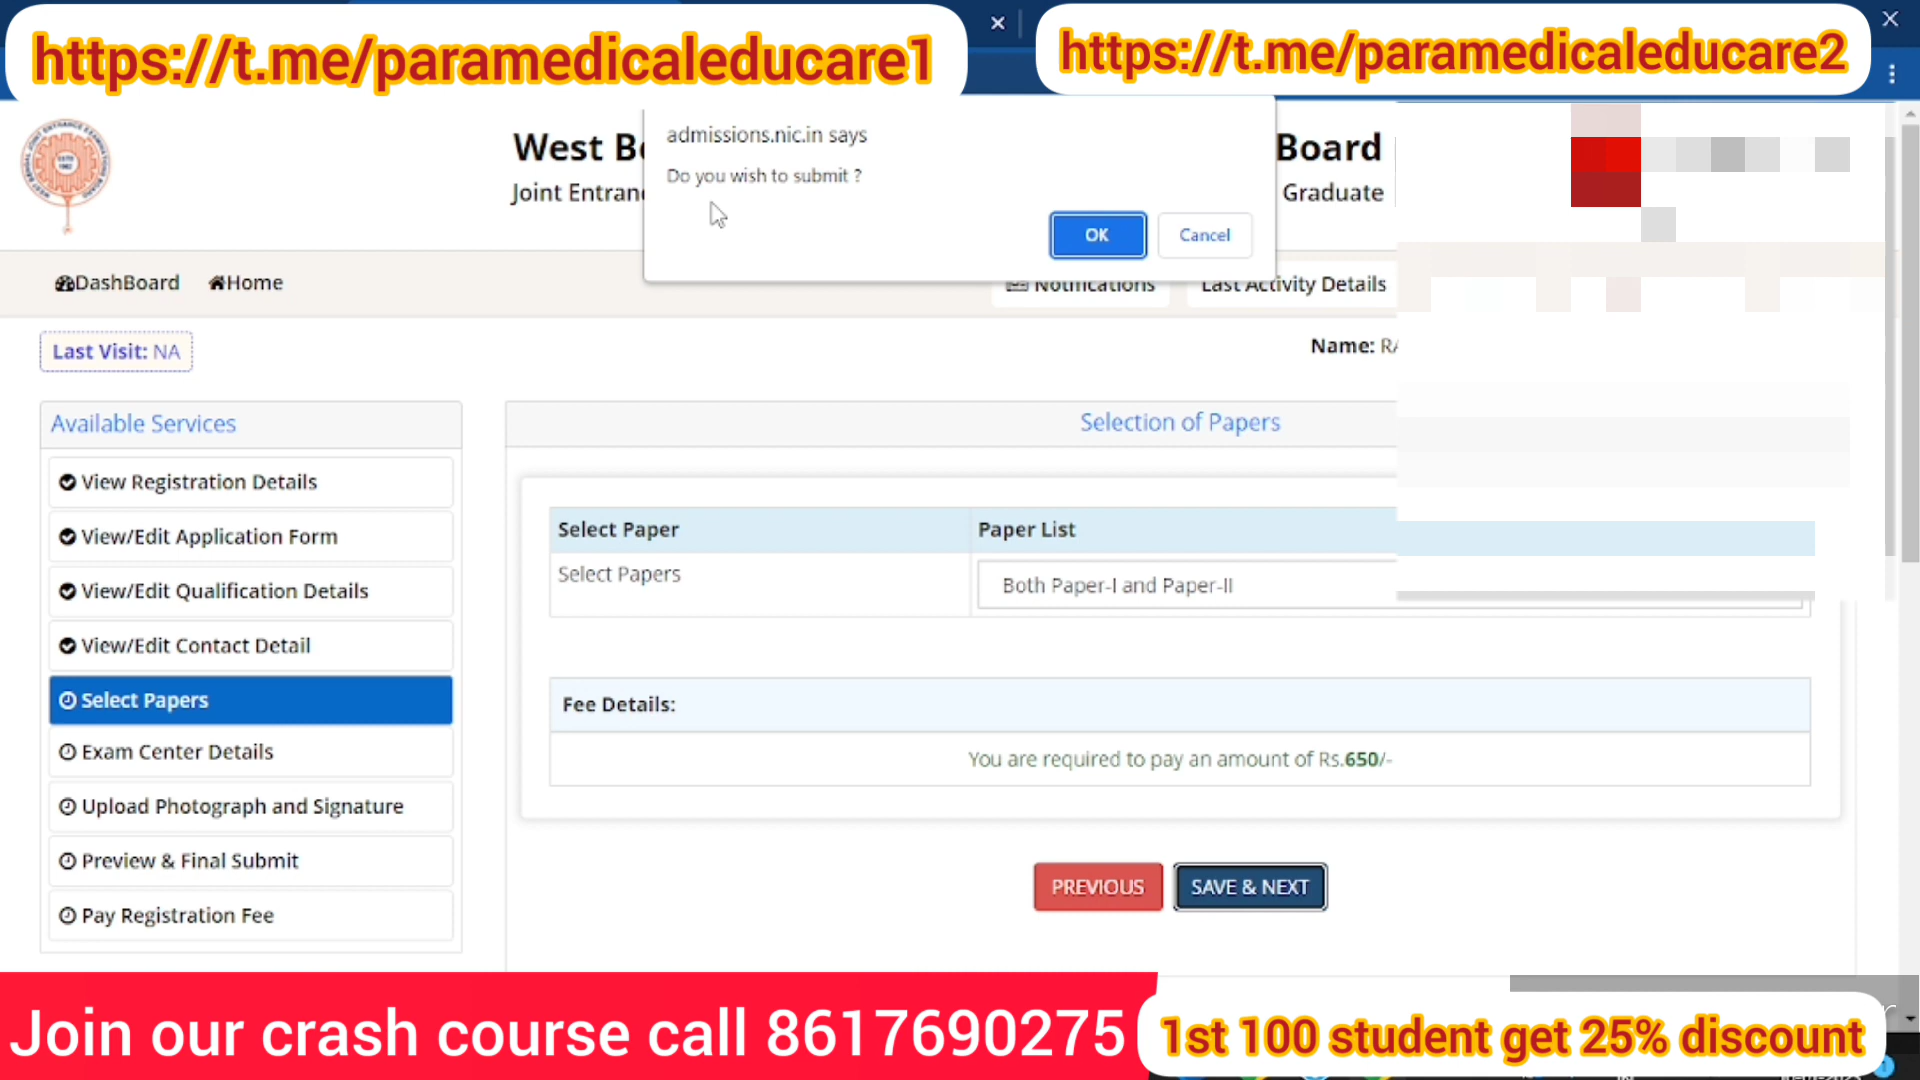 https://t.me/paramedicaleducare1
https://t.me/paramedicaleducare2
admissions.nic.in says
Do you wish to submit ?
OK
Cancel
West
Board
Joint
Graduate
DashBoard
Home
Notifications
Last Activity Details
Last Visit: NA
Name:
Available Services
Selection of Papers
View Registration Details
View/Edit Application Form
View/Edit Qualification Details
View/Edit Contact Detail
Select Papers
Exam Center Details
Upload Photograph and Signature
Preview & Final Submit
Pay Registration Fee
Select Paper
Paper List
Select Papers
Both Paper-I and Paper-II
Fee Details:
You are required to pay an amount of Rs.650/-
PREVIOUS
SAVE & NEXT
Join our crash course call 8617690275
1st 100 student get 25% discount